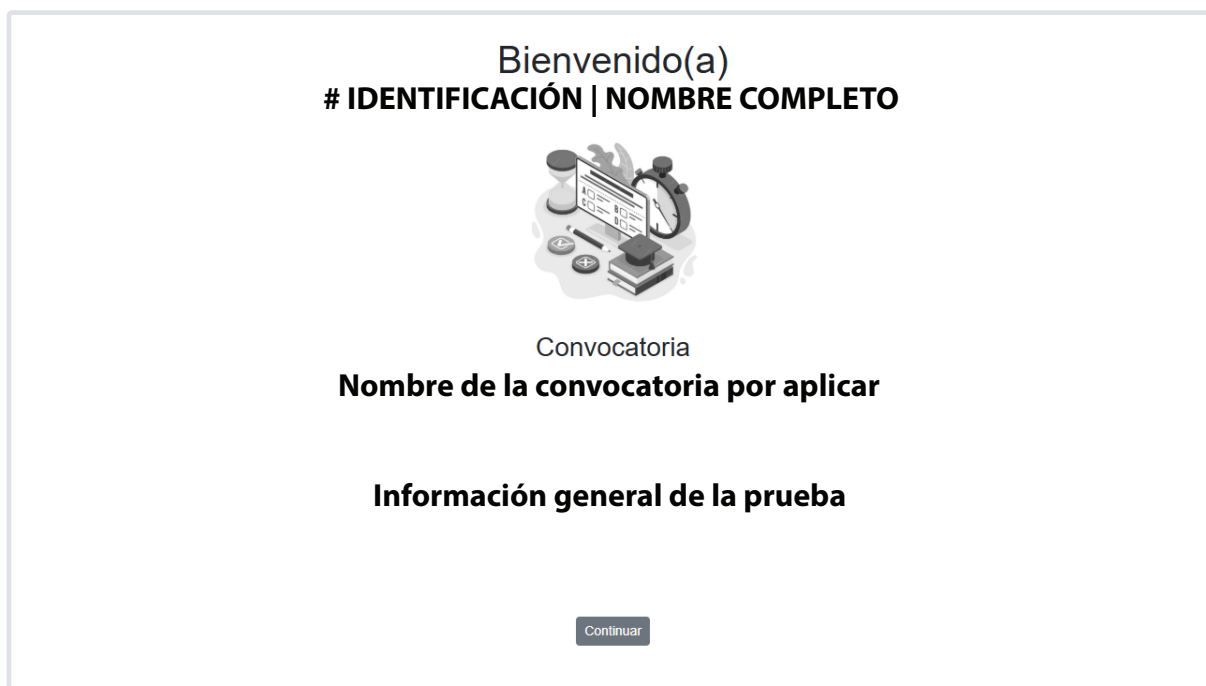 Bienvenido(a)
# IDENTIFICACIÓN | NOMBRE COMPLETO
A
B
C
D
Convocatoria
Nombre de la convocatoria por aplicar
Información general de la prueba
Continuar